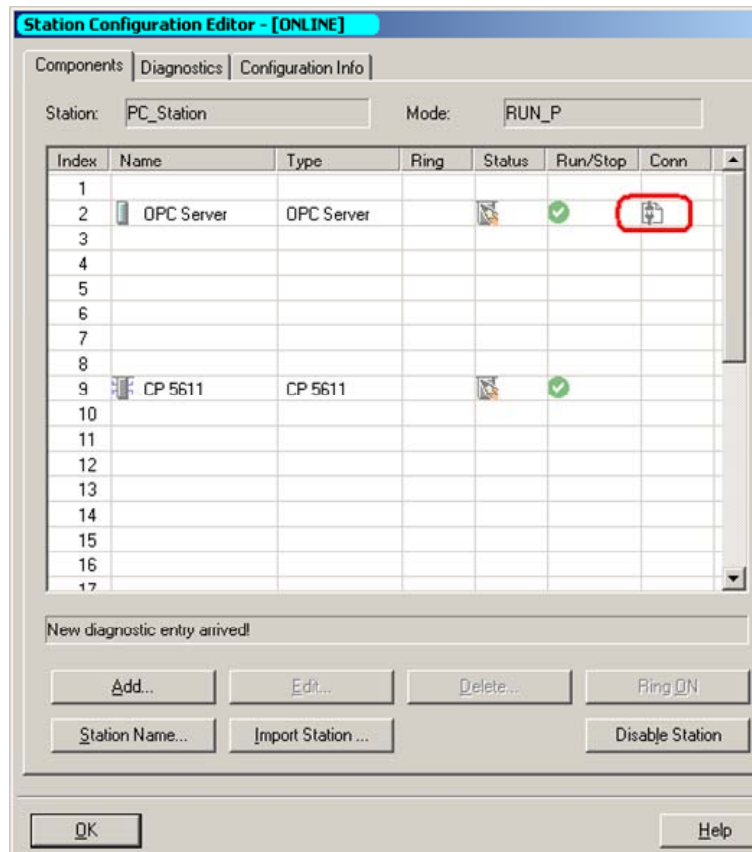 Station Configuration Editor - [ONLINE]
Components Diagnostics Configuration Info
Station: PC_Station Mode: RUN_P
Index Name Type Ring Status Run/Stop Conn
1
2 OPC Server OPC Server
3
4
5
6
7
8
9 CP 5611 CP 5611
10
11
12
13
14
15
16
17
New diagnostic entry arrived!
Add... Edit... Delete... Ring ON
Station Name... Import Station ... Disable Station
OK Help